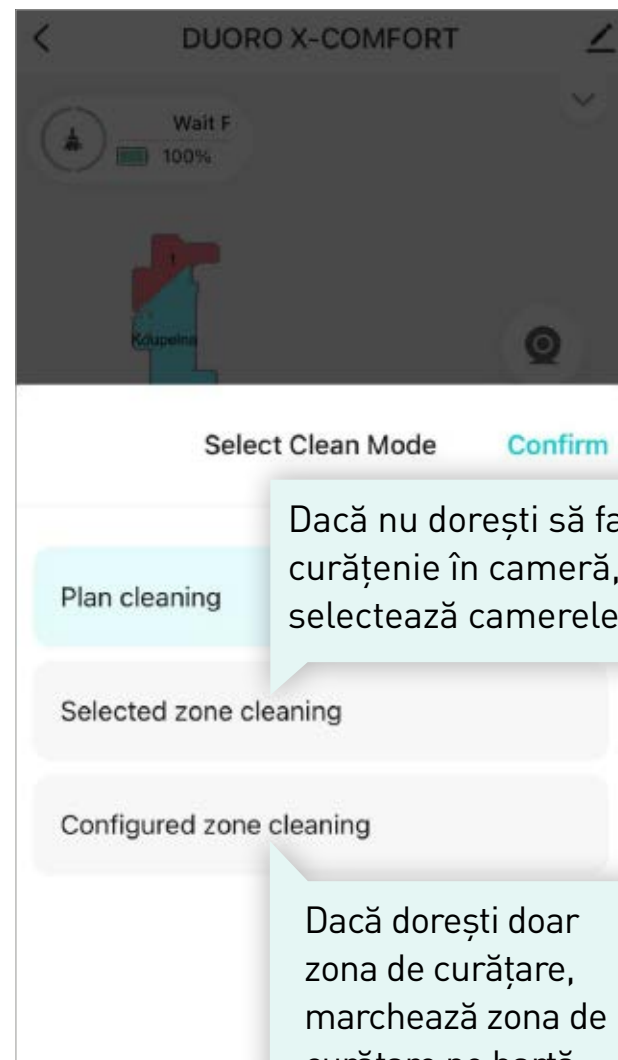 DUORO X-COMFORT
Wait F
100%
1
Koupelna
Select Clean Mode
Confirm
Dacă nu dorești să fa
curățenie în cameră,
selectează camerele
Plan cleaning
Selected zone cleaning
Configured zone cleaning
Dacă dorești doar
zona de curățare,
marchează zona de